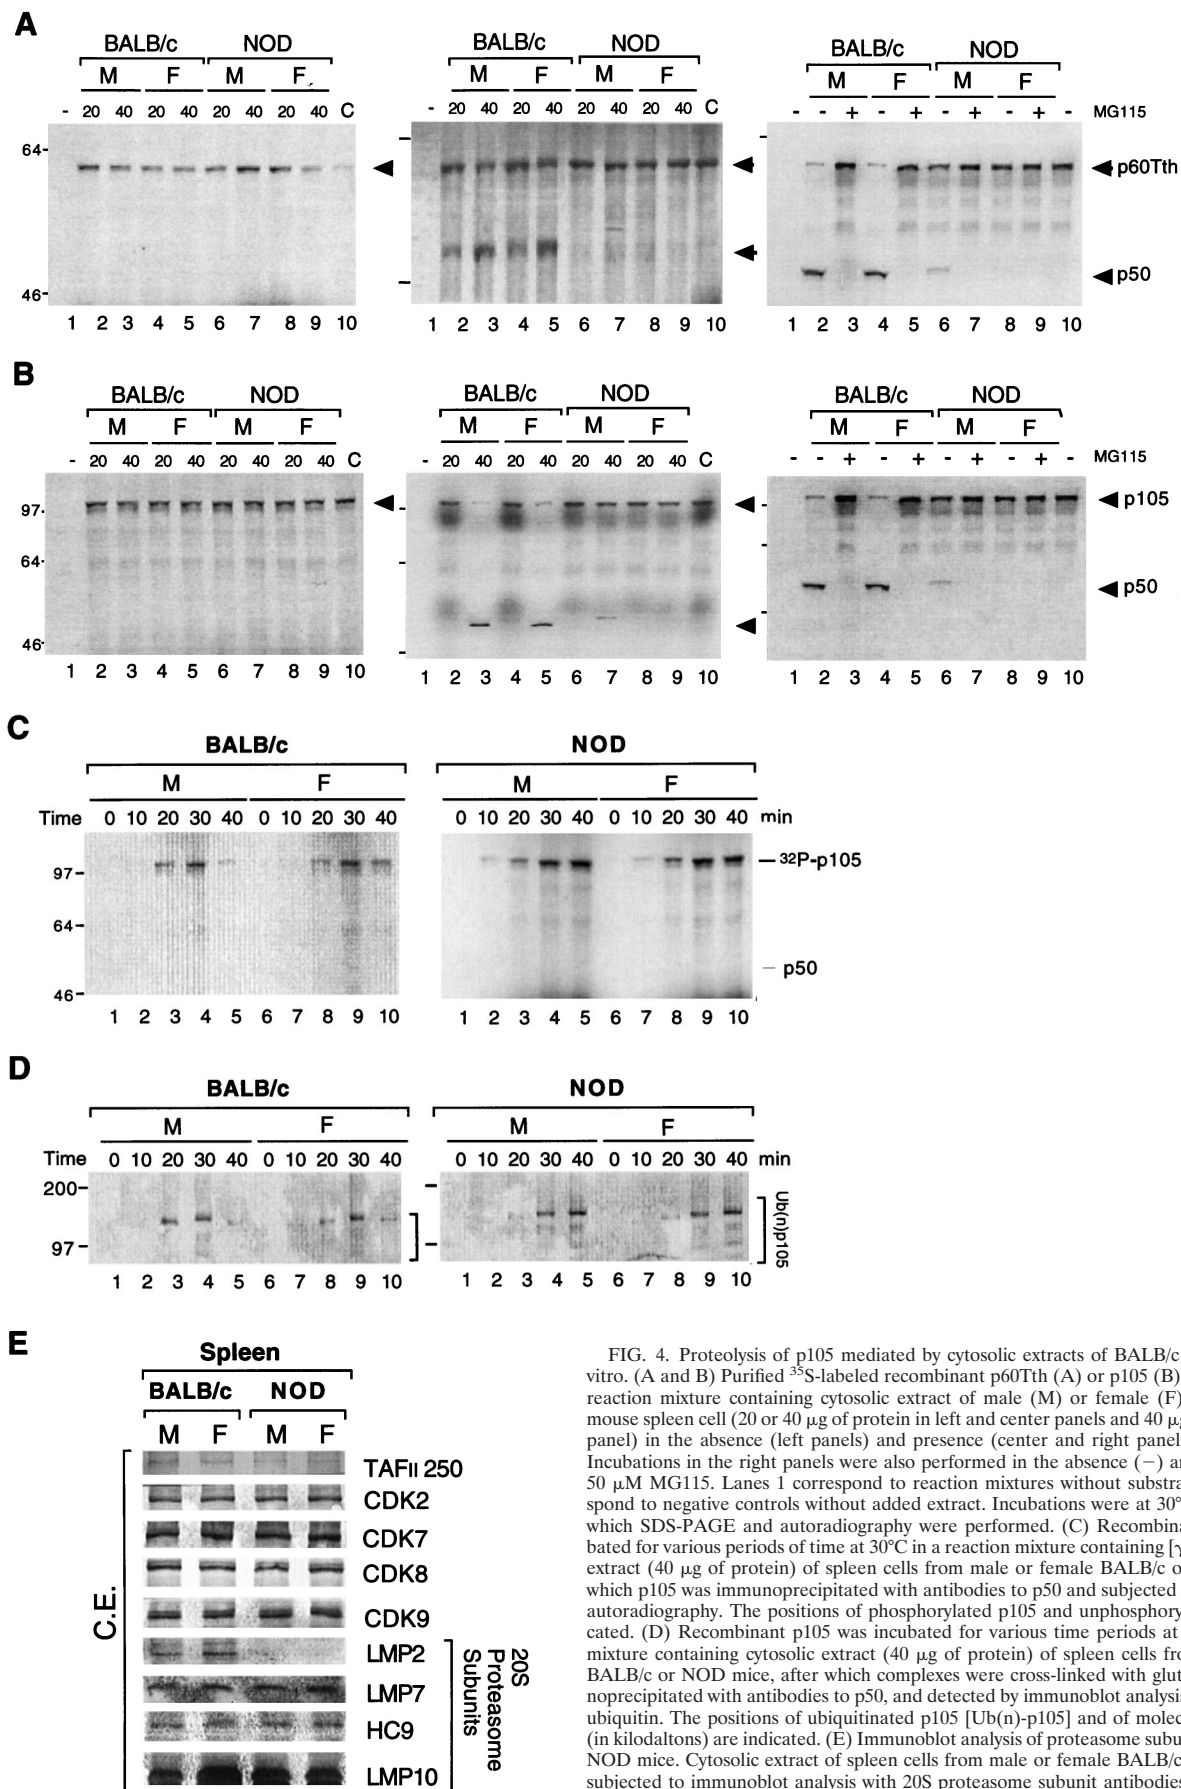 A
BALB/c NOD
M F M F
- 20 40 20 40 20 40 20 40 C
64
46
1 2 3 4 5 6 7 8 9 10
BALB/c NOD
M F M F
- 20 40 20 40 20 40 20 40 C
1 2 3 4 5 6 7 8 9 10
BALB/c NOD
M F M F
- - + - + - + - + - MG115
p60Tth
p50
1 2 3 4 5 6 7 8 9 10
B
BALB/c NOD
M F M F
- 20 40 20 40 20 40 20 40 C
97
64
46
1 2 3 4 5 6 7 8 9 10
BALB/c NOD
M F M F
- 20 40 20 40 20 40 20 40 C
1 2 3 4 5 6 7 8 9 10
BALB/c NOD
M F M F
- - + - + - + - + - MG115
p105
p50
1 2 3 4 5 6 7 8 9 10
C
BALB/c NOD
M F M F
Time 0 10 20 30 40 0 10 20 30 40 0 10 20 30 40 0 10 20 30 40 min
97
64
46
32P-p105
p50
1 2 3 4 5 6 7 8 9 10 1 2 3 4 5 6 7 8 9 10
D
BALB/c NOD
M F M F
Time 0 10 20 30 40 0 10 20 30 40 0 10 20 30 40 0 10 20 30 40 min
200
97
Ub(n)p105
1 2 3 4 5 6 7 8 9 10 1 2 3 4 5 6 7 8 9 10
E
Spleen
BALB/c NOD
M F M F
C.E.
TAFII 250
CDK2
CDK7
CDK8
CDK9
LMP2
LMP7
HC9
LMP10
20S
Proteasome
Subunits
FIG. 4. Proteolysis of p105 mediated by cytosolic extracts of BALB/c
vitro. (A and B) Purified 35S-labeled recombinant p60Tth (A) or p105 (B)
reaction mixture containing cytosolic extract of male (M) or female (F)
mouse spleen cell (20 or 40 μg of protein in left and center panels and 40 μg
panel) in the absence (left panels) and presence (center and right panel
Incubations in the right panels were also performed in the absence (−) an
50 μM MG115. Lanes 1 correspond to reaction mixtures without substra
spond to negative controls without added extract. Incubations were at 30°
which SDS-PAGE and autoradiography were performed. (C) Recombina
bated for various periods of time at 30°C in a reaction mixture containing [γ
extract (40 μg of protein) of spleen cells from male or female BALB/c o
which p105 was immunoprecipitated with antibodies to p50 and subjected
autoradiography. The positions of phosphorylated p105 and unphosphory
cated. (D) Recombinant p105 was incubated for various time periods at
mixture containing cytosolic extract (40 μg of protein) of spleen cells fro
BALB/c or NOD mice, after which complexes were cross-linked with glut
noprecipitated with antibodies to p50, and detected by immunoblot analysis
ubiquitin. The positions of ubiquitinated p105 [Ub(n)-p105] and of molec
(in kilodaltons) are indicated. (E) Immunoblot analysis of proteasome subu
NOD mice. Cytosolic extract of spleen cells from male or female BALB/c
subjected to immunoblot analysis with 20S proteasome subunit antibodies